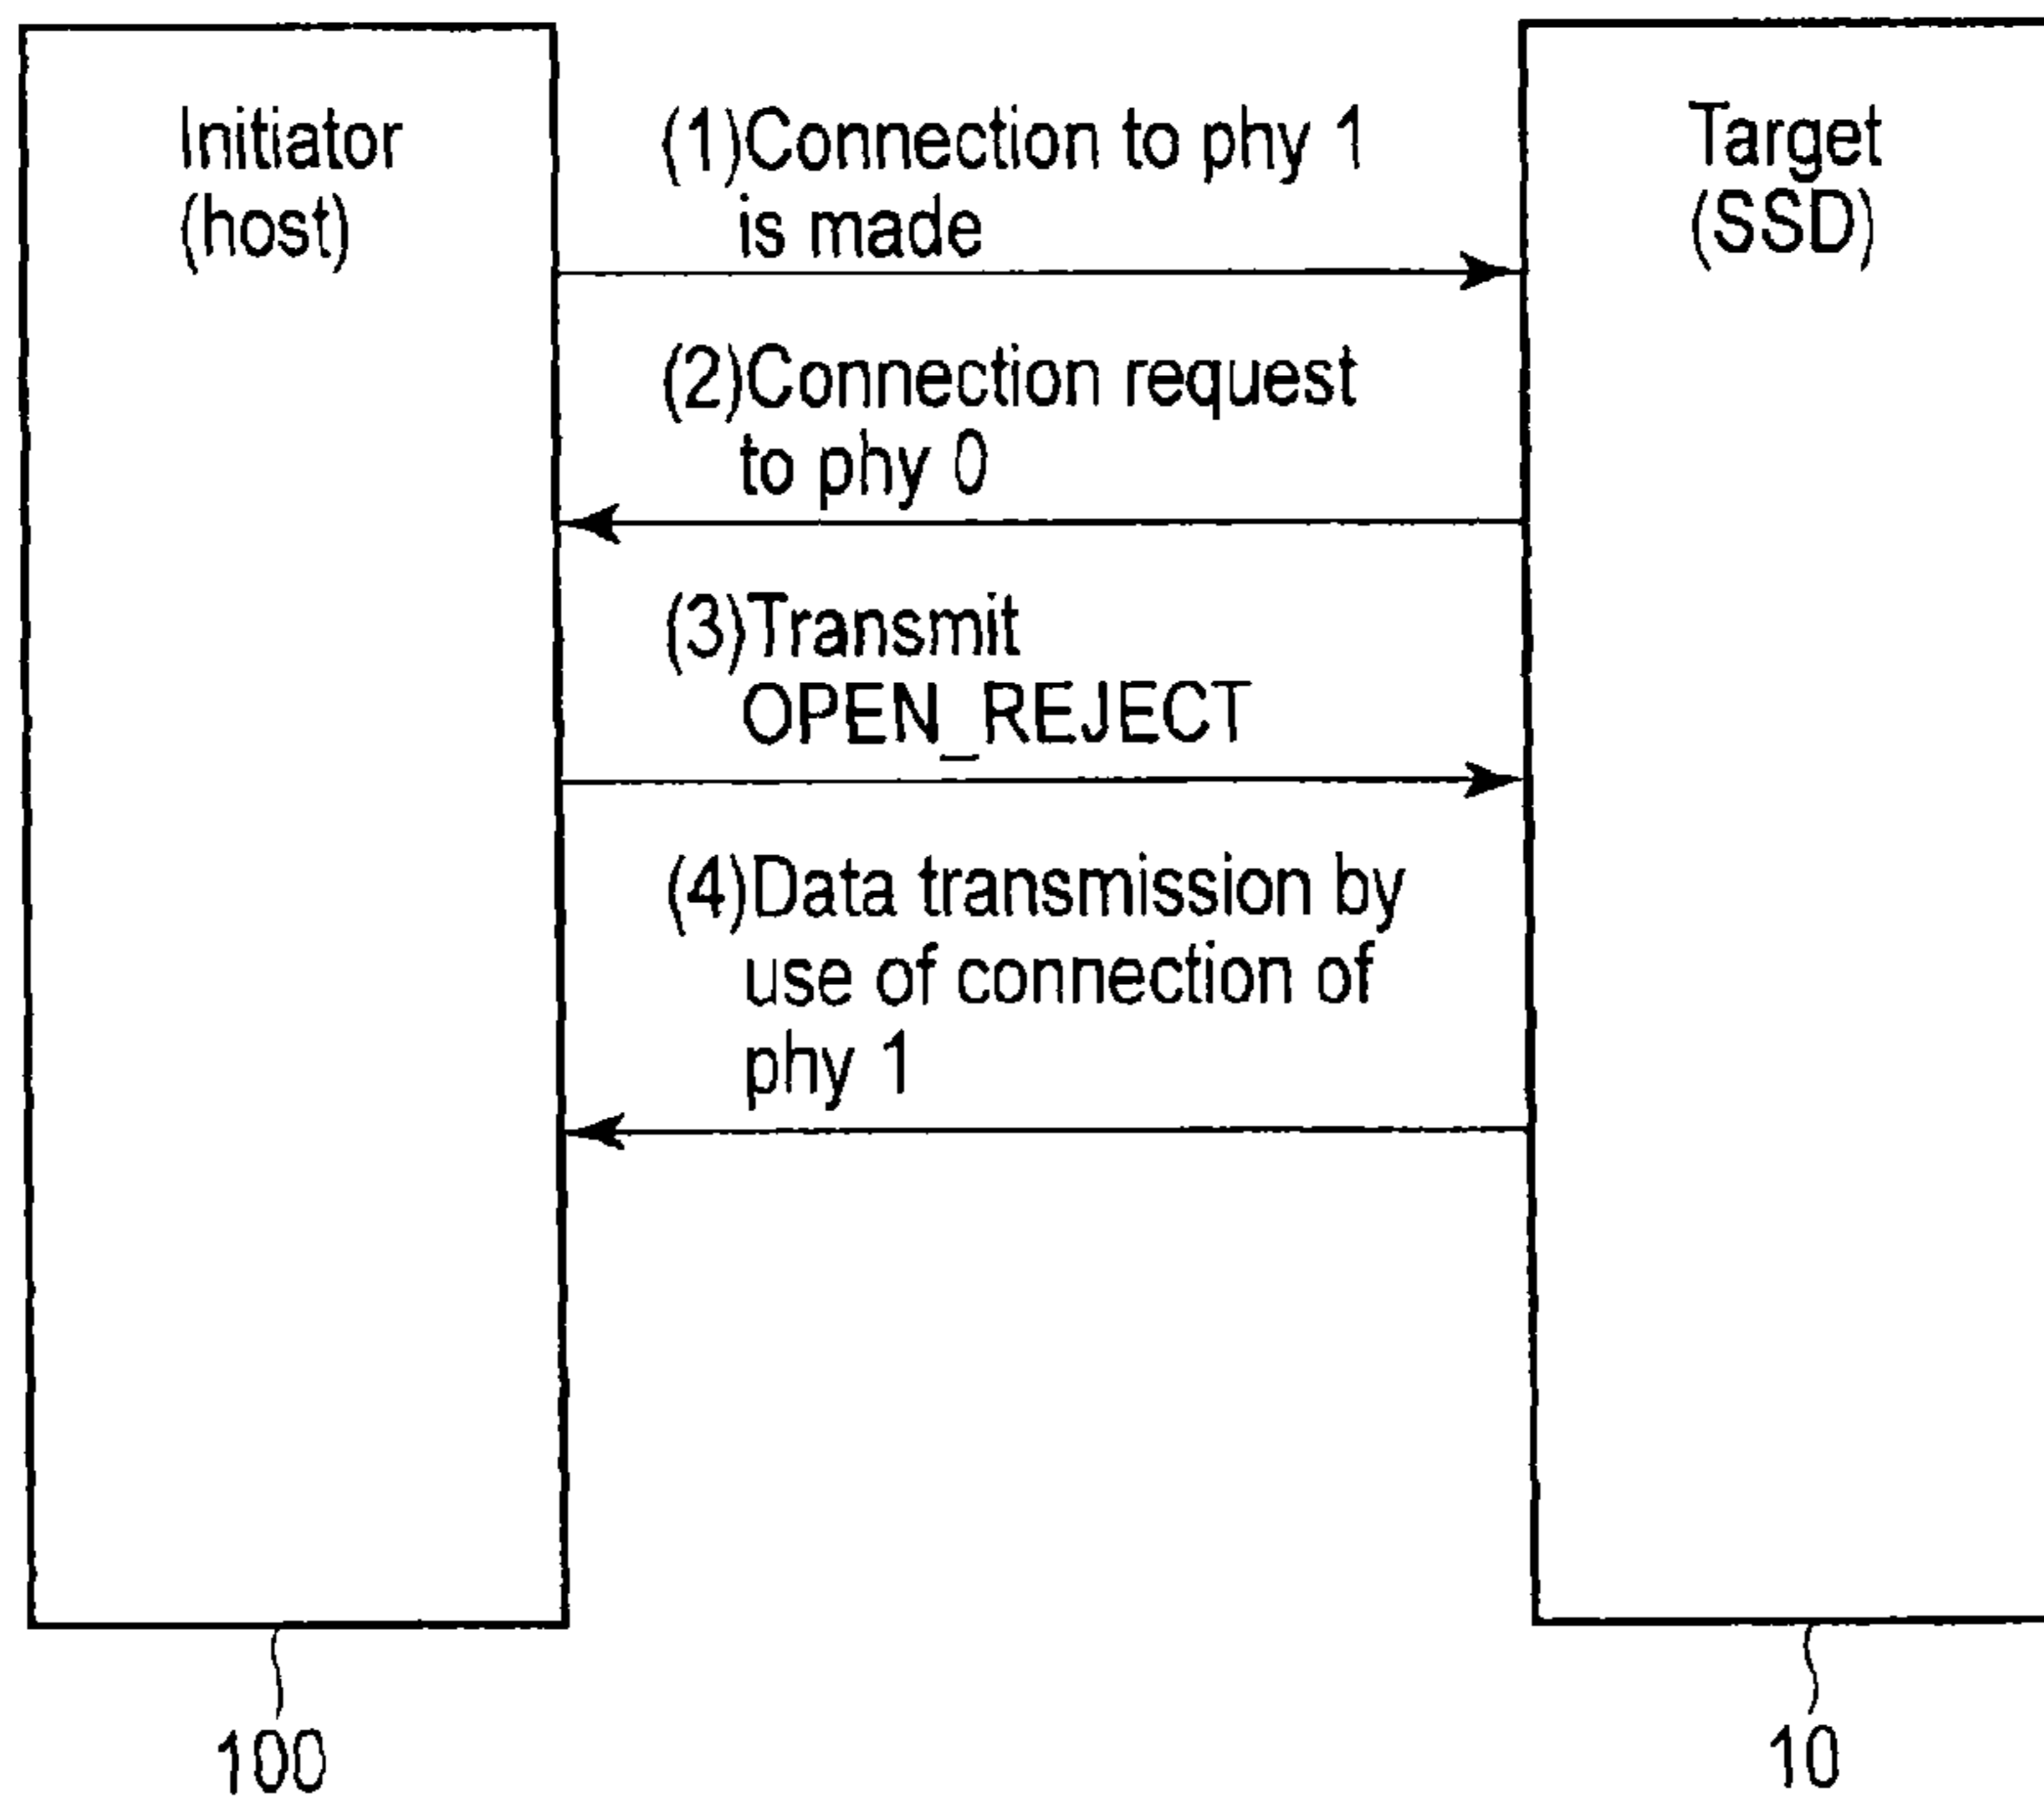 Initiator
(host)
(1)Connection to phy 1
is made
Target
(SSD)
(2)Connection request
to phy 0
(3)Transmit
OPEN_REJECT
(4)Data transmission by
use of connection of
phy 1
100
10